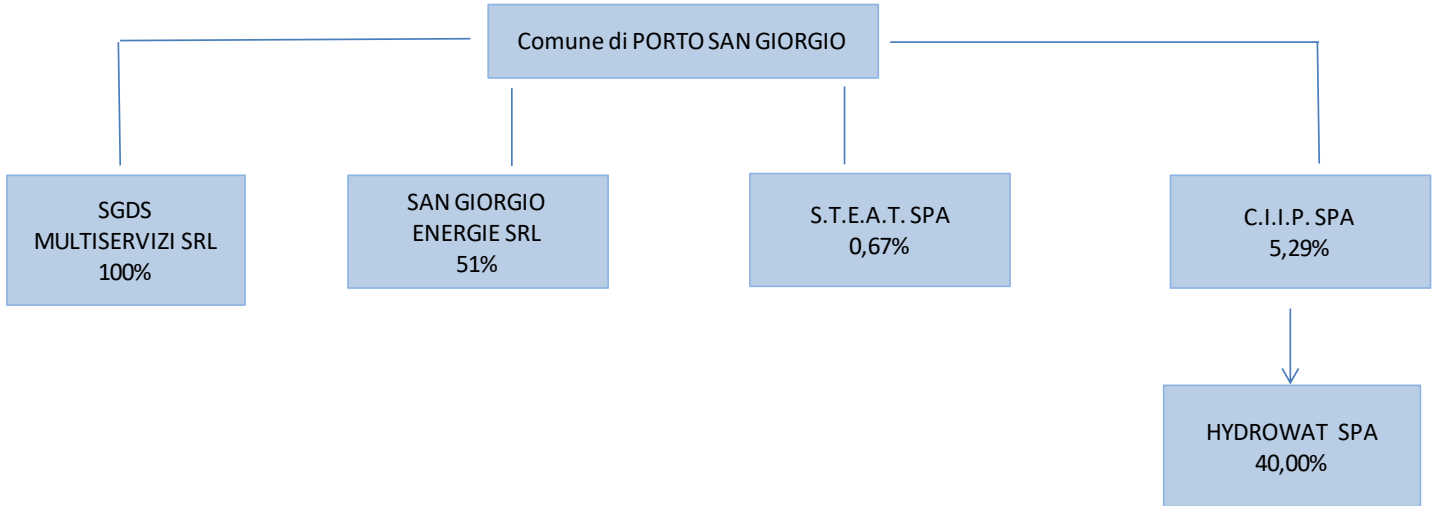 Comune di PORTO SAN GIORGIO
SGDS
MULTISERVIZI SRL
100%
SAN GIORGIO
ENERGIE SRL
51%
S.T.E.A.T. SPA
0,67%
C.I.I.P. SPA
5,29%
HYDROWAT SPA
40,00%